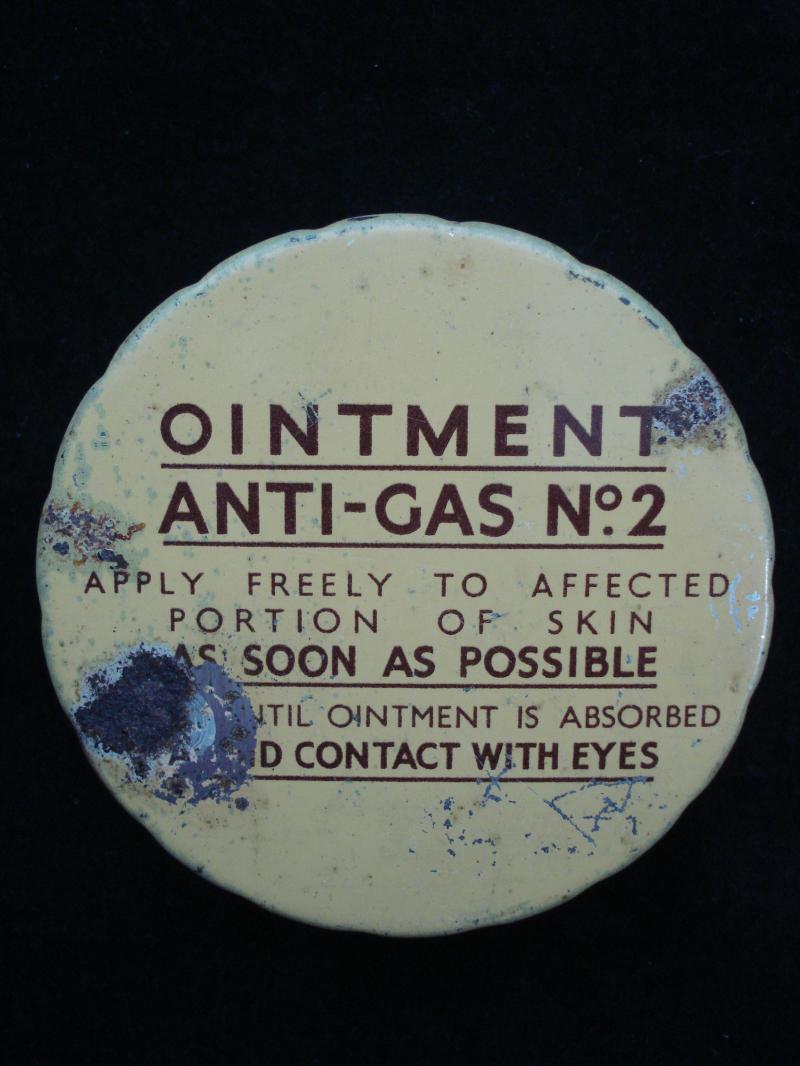 OINTMENT
ANTI-GAS Nº.2
APPLY FREELY TO AFFECTED
PORTION OF SKIN
AS SOON AS POSSIBLE
OINTMENT IS ABSORBED
CONTACT WITH EYES